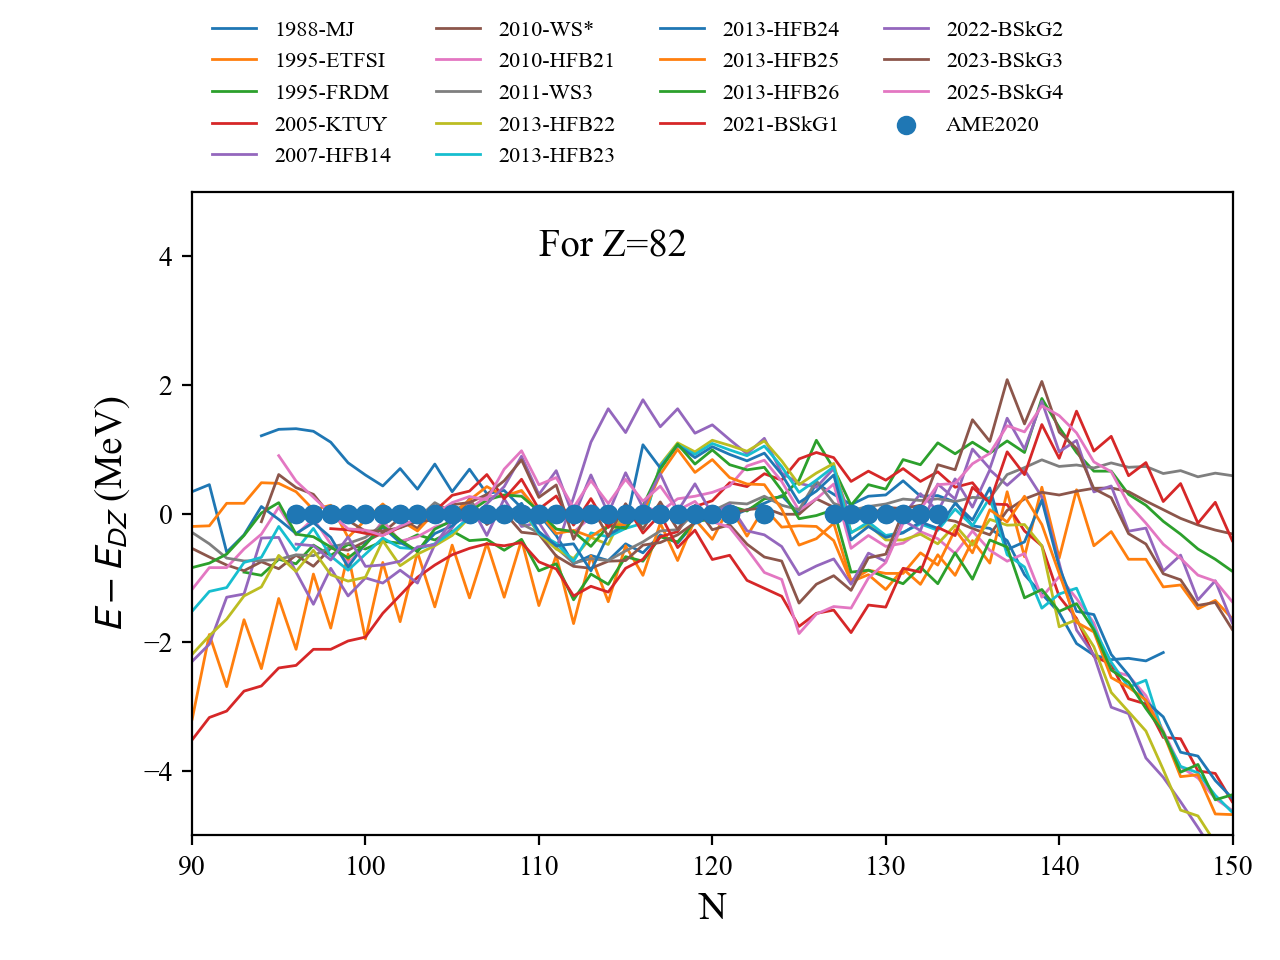 1988-MJ 2010-WS* 2013-HFB24 2022-BSkG2
1995-ETFSI 2010-HFB21 2013-HFB25 2023-BSkG3
1995-FRDM 2011-WS3 2013-HFB26 2025-BSkG4
2005-KTUY 2013-HFB22 2021-BSkG1 AME2020
2007-HFB14 2013-HFB23
For Z=82
4
2
0
−2
−4
E − E_{DZ} (MeV)
90 100 110 120 130 140 150
N